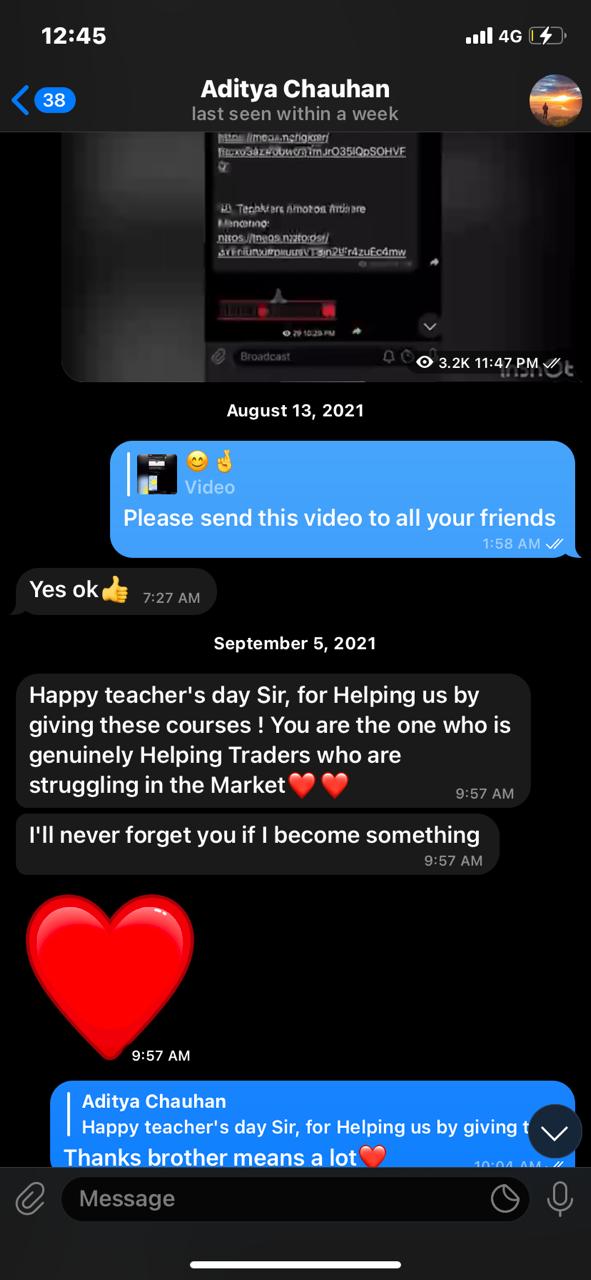 12:45
4G
38
Aditya Chauhan
last seen within a week
Broadcast
3.2K 11:47 PM
August 13, 2021
😊🤞
Video
Please send this video to all your friends
1:58 AM
Yes ok👍 7:27 AM
September 5, 2021
Happy teacher's day Sir, for Helping us by
giving these courses ! You are the one who is
genuinely Helping Traders who are
struggling in the Market❤️ ❤️
9:57 AM
I'll never forget you if I become something
9:57 AM
9:57 AM
Aditya Chauhan
Happy teacher's day Sir, for Helping us by giving t
Thanks brother means a lot❤️
10:04 AM
Message